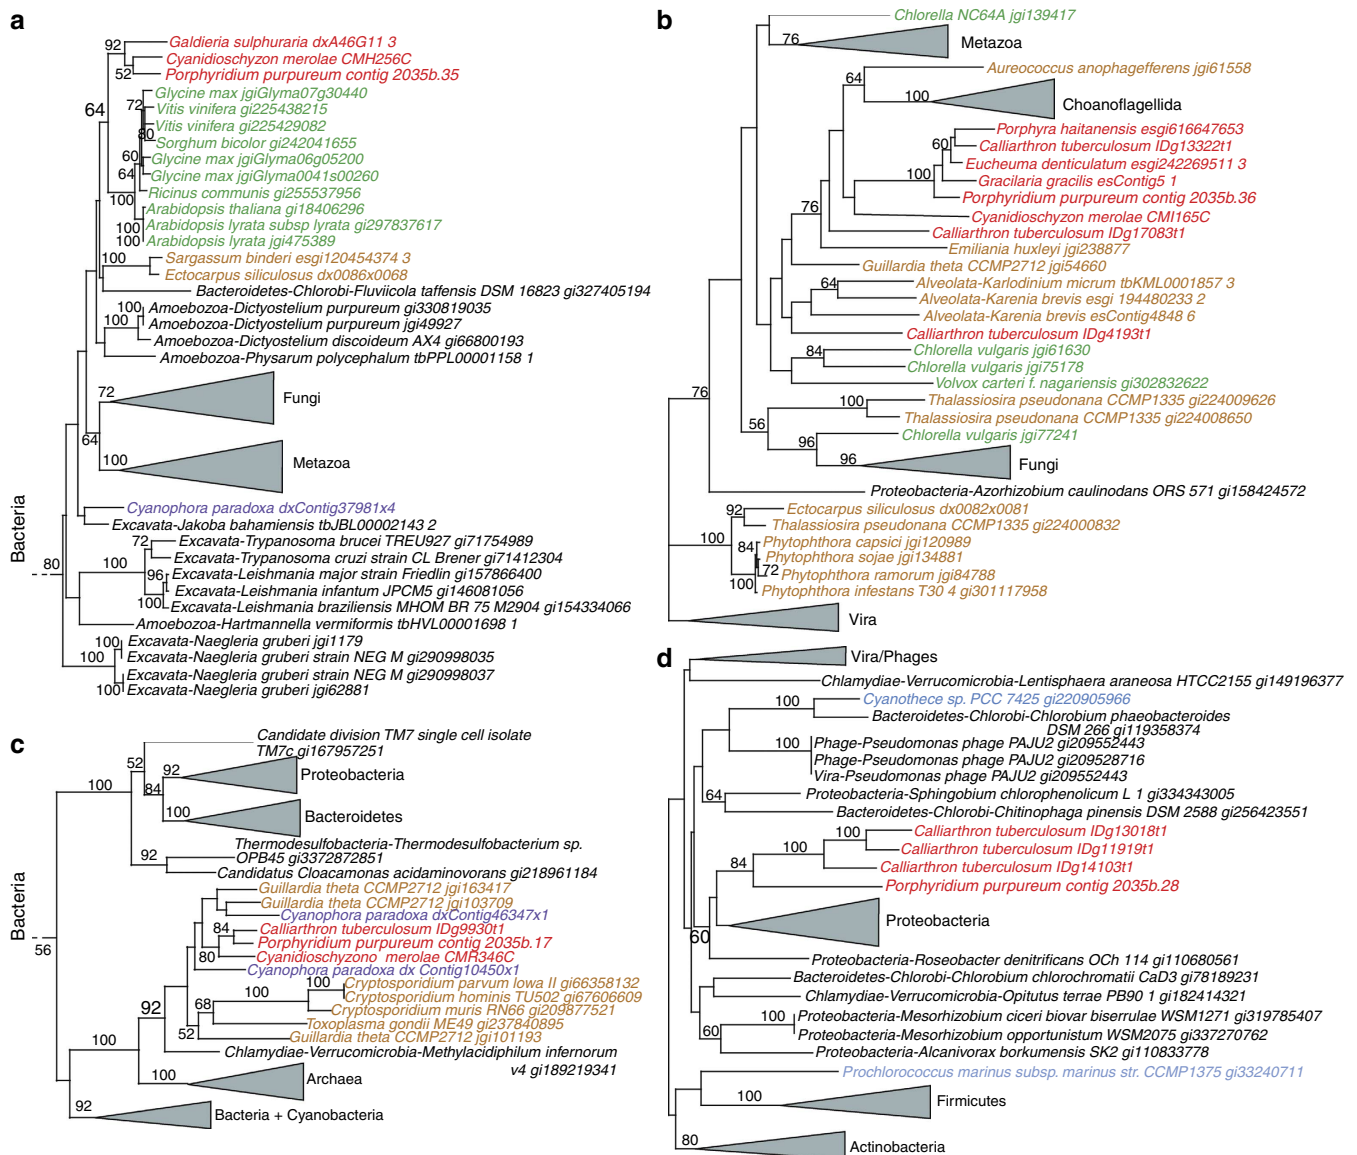 a
92
Galdieria sulphuraria dxA46G11 3
Cyanidioschyzon merolae CMH256C
52
Porphyridium purpureum contig 2035b.35
64
Glycine max jgiGlyma07g30440
72
Vitis vinifera gi225438215
Vitis vinifera gi225429082
80
Sorghum bicolor gi242041655
60
Glycine max jgiGlyma06g05200
64
Glycine max jgiGlyma0041s00260
Ricinus communis gi255537956
100
Arabidopsis thaliana gi18406296
100
Arabidopsis lyrata subsp lyrata gi297837617
100
Arabidopsis lyrata jgi475389
100
Sargassum binderi esgi120454374 3
Ectocarpus siliculosus dx0086x0068
Bacteroidetes-Chlorobi-Fluviicola taffensis DSM 16823 gi327405194
100
Amoebozoa-Dictyostelium purpureum gi330819035
100
Amoebozoa-Dictyostelium purpureum jgi49927
Amoebozoa-Dictyostelium discoideum AX4 gi66800193
Amoebozoa-Physarum polycephalum tbPPL00001158 1
72
Fungi
64
100
Metazoa
Bacteria
80
Cyanophora paradoxa dxContig37981x4
Excavata-Jakoba bahamiensis tbJBL00002143 2
72
Excavata-Trypanosoma brucei TREU927 gi71754989
100
Excavata-Trypanosoma cruzi strain CL Brener gi71412304
96
Excavata-Leishmania major strain Friedlin gi157866400
Excavata-Leishmania infantum JPCM5 gi146081056
100
Excavata-Leishmania braziliensis MHOM BR 75 M2904 gi154334066
Amoebozoa-Hartmannella vermiformis tbHVL00001698 1
100
Excavata-Naegleria gruberi jgi1179
100
Excavata-Naegleria gruberi strain NEG M gi290998035
Excavata-Naegleria gruberi strain NEG M gi290998037
100
Excavata-Naegleria gruberi jgi62881
b
Chlorella NC64A jgi139417
76
Metazoa
64
Aureococcus anophagefferens jgi61558
100
Choanoflagellida
Porphyra haitanensis esgi616647653
60
Calliarthron tuberculosum IDg13322t1
Eucheuma denticulatum esgi242269511 3
100
Gracilaria gracilis esContig5 1
Porphyridium purpureum contig 2035b.36
76
Cyanidioschyzon merolae CMI165C
Calliarthron tuberculosum IDg17083t1
Emiliania huxleyi jgi238877
Guillardia theta CCMP2712 jgi54660
64
Alveolata-Karlodinium micrum tbKML0001857 3
Alveolata-Karenia brevis esgi 194480233 2
Alveolata-Karenia brevis esContig4848 6
Calliarthron tuberculosum IDg4193t1
84
Chlorella vulgaris jgi61630
Chlorella vulgaris jgi75178
Volvox carteri f. nagariensis gi302832622
76
100
Thalassiosira pseudonana CCMP1335 gi224009626
Thalassiosira pseudonana CCMP1335 gi224008650
56
96
Chlorella vulgaris jgi77241
96
Fungi
Proteobacteria-Azorhizobium caulinodans ORS 571 gi158424572
92
Ectocarpus siliculosus dx0082x0081
Thalassiosira pseudonana CCMP1335 gi224000832
100
84
Phytophthora capsici jgi120989
Phytophthora sojae jgi134881
72
Phytophthora ramorum jgi84788
100
Phytophthora infestans T30 4 gi301117958
Vira
c
Candidate division TM7 single cell isolate
TM7c gi167957251
52
92
Proteobacteria
100
84
100
Bacteroidetes
Thermodesulfobacteria-Thermodesulfobacterium sp.
OPB45 gi3372872851
92
Candidatus Cloacamonas acidaminovorans gi218961184
Bacteria
56
Guillardia theta CCMP2712 jgi163417
Guillardia theta CCMP2712 jgi103709
Cyanophora paradoxa dxContig46347x1
84
Calliarthron tuberculosum IDg9930t1
Porphyridium purpureum contig 2035b.17
80
Cyanidioschyzono merolae CMR346C
Cyanophora paradoxa dx Contig10450x1
100
Cryptosporidium parvum Iowa II gi66358132
100
Cryptosporidium hominis TU502 gi67606609
92
68
Cryptosporidium muris RN66 gi209877521
Toxoplasma gondii ME49 gi237840895
52
Guillardia theta CCMP2712 jgi101193
100
Chlamydiae-Verrucomicrobia-Methylacidiphilum infernorum
v4 gi189219341
100
Archaea
92
Bacteria + Cyanobacteria
d
Vira/Phages
Chlamydiae-Verrucomicrobia-Lentisphaera araneosa HTCC2155 gi149196377
100
Cyanothece sp. PCC 7425 gi220905966
Bacteroidetes-Chlorobi-Chlorobium phaeobacteroides
DSM 266 gi119358374
100
Phage-Pseudomonas phage PAJU2 gi209552443
Phage-Pseudomonas phage PAJU2 gi209528716
Vira-Pseudomonas phage PAJU2 gi209552443
64
Proteobacteria-Sphingobium chlorophenolicum L 1 gi334343005
Bacteroidetes-Chlorobi-Chitinophaga pinensis DSM 2588 gi256423551
100
Calliarthron tuberculosum IDg13018t1
100
Calliarthron tuberculosum IDg11919t1
84
Calliarthron tuberculosum IDg14103t1
Porphyridium purpureum contig 2035b.28
Proteobacteria
60
Proteobacteria-Roseobacter denitrificans OCh 114 gi110680561
Bacteroidetes-Chlorobi-Chlorobium chlorochromatii CaD3 gi78189231
Chlamydiae-Verrucomicrobia-Opitutus terrae PB90 1 gi182414321
100
Proteobacteria-Mesorhizobium ciceri biovar biserrulae WSM1271 gi319785407
60
Proteobacteria-Mesorhizobium opportunistum WSM2075 gi337270762
Proteobacteria-Alcanivorax borkumensis SK2 gi110833778
Prochlorococcus marinus subsp. marinus str. CCMP1375 gi33240711
100
Firmicutes
80
Actinobacteria